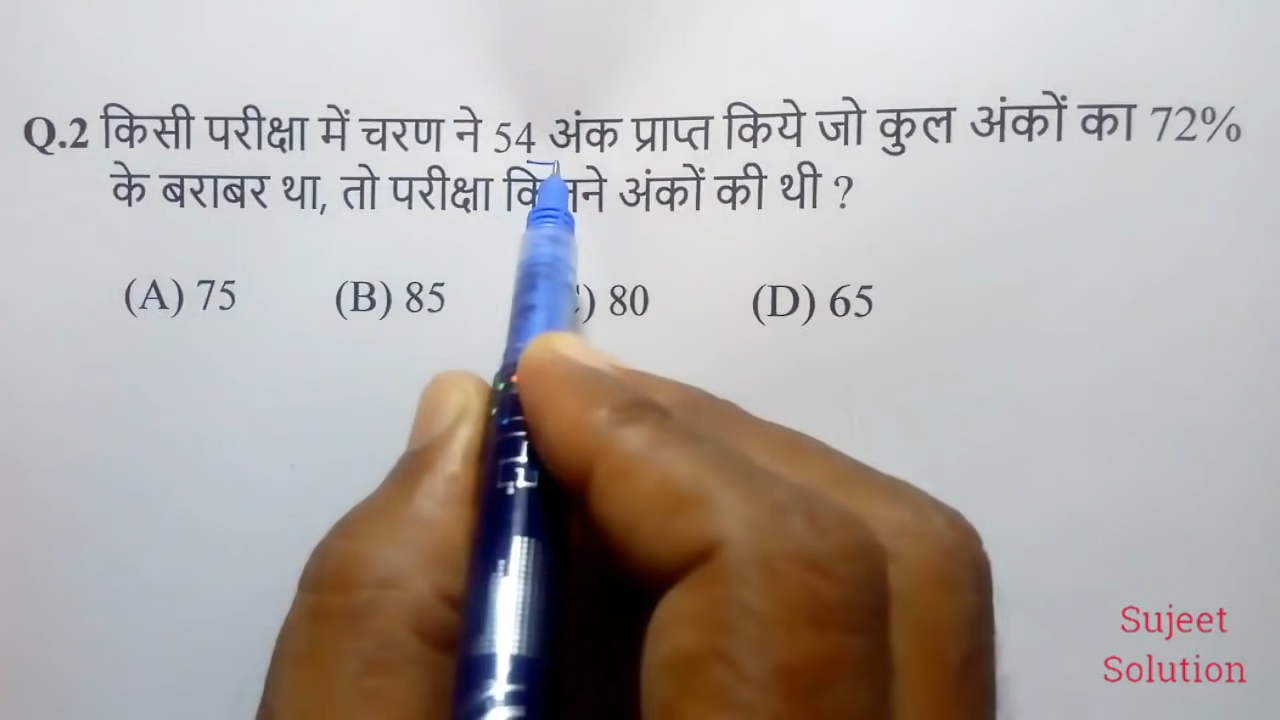 Q.2 किसी परीक्षा में चरण ने 54 अंक प्राप्त किये जो कुल अंकों का 72%
के बराबर था, तो परीक्षा अंकों की थी ?
(A) 75 (B) 85 ) 80 (D) 65
Sujeet
Solution